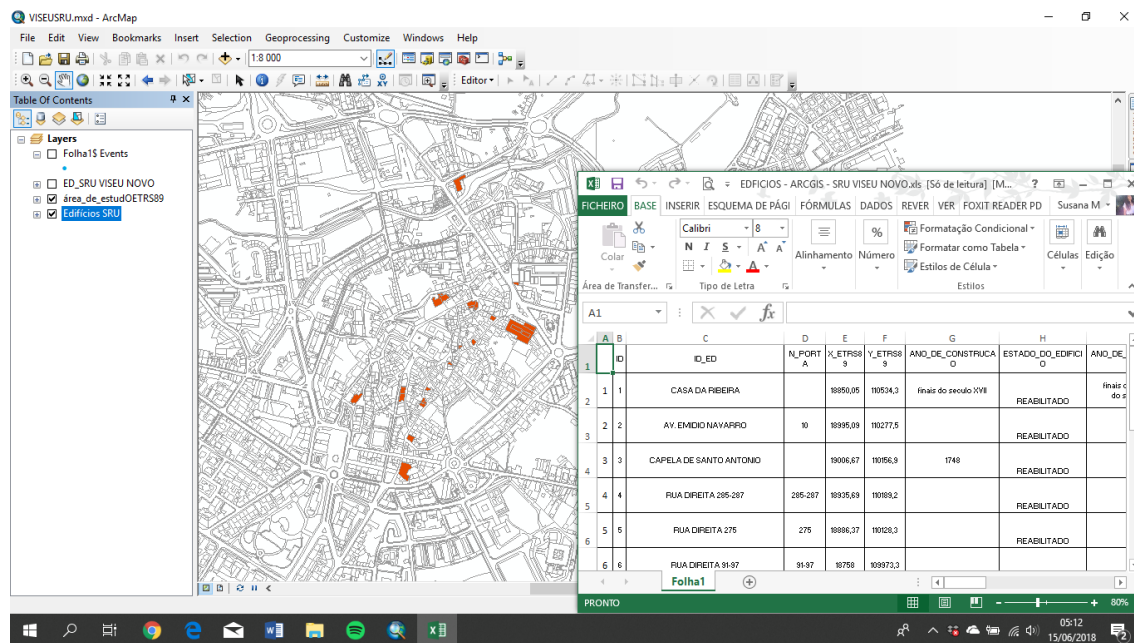 VISEUSRU.mxd - ArcMap
File Edit View Bookmarks Insert Selection Geoprocessing Customize Windows Help
1:8 000
Editor
Table Of Contents
Layers
Folha1$ Events
ED_SRU VISEU NOVO
área_de_estudOETRS89
Edifícios SRU
EDIFICIOS - ARCGIS - SRU VISEU NOVO.xls [Só de leitura] [M...
FICHEIRO BASE INSERIR ESQUEMA DE PÁGI FÓRMULAS DADOS REVER VER FOXIT READER PD Susana M
Calibri 8
Formatação Condicional
N I S A A
Formatar como Tabela
Colar
Alinhamento Número
Células Edição
Estilos de Célula
Área de Transfer... Tipo de Letra Estilos
A1 fx
A B C D E F G H
1 ID ID_ED N_PORTA X_ETRS89 Y_ETRS89 ANO_DE_CONSTRUCAO ESTADO_DO_EDIFICIO ANO_DE_
2 1 1 CASA DA RIBEIRA 18850,05 110534,3 finais do seculo XVII REABILITADO
3 2 2 AV. EMIDIO NAVARRO 10 18995,09 110277,5 REABILITADO
4 3 3 CAPELA DE SANTO ANTONIO 19006,67 110156,9 1748 REABILITADO
5 4 4 RUA DIREITA 285-287 285-287 18935,69 110189,2 REABILITADO
6 5 5 RUA DIREITA 275 275 18886,37 110128,3 REABILITADO
6 6 RUA DIREITA 91-97 91-97 18758 109973,3
Folha1
PRONTO 80%
05:12
15/06/2018